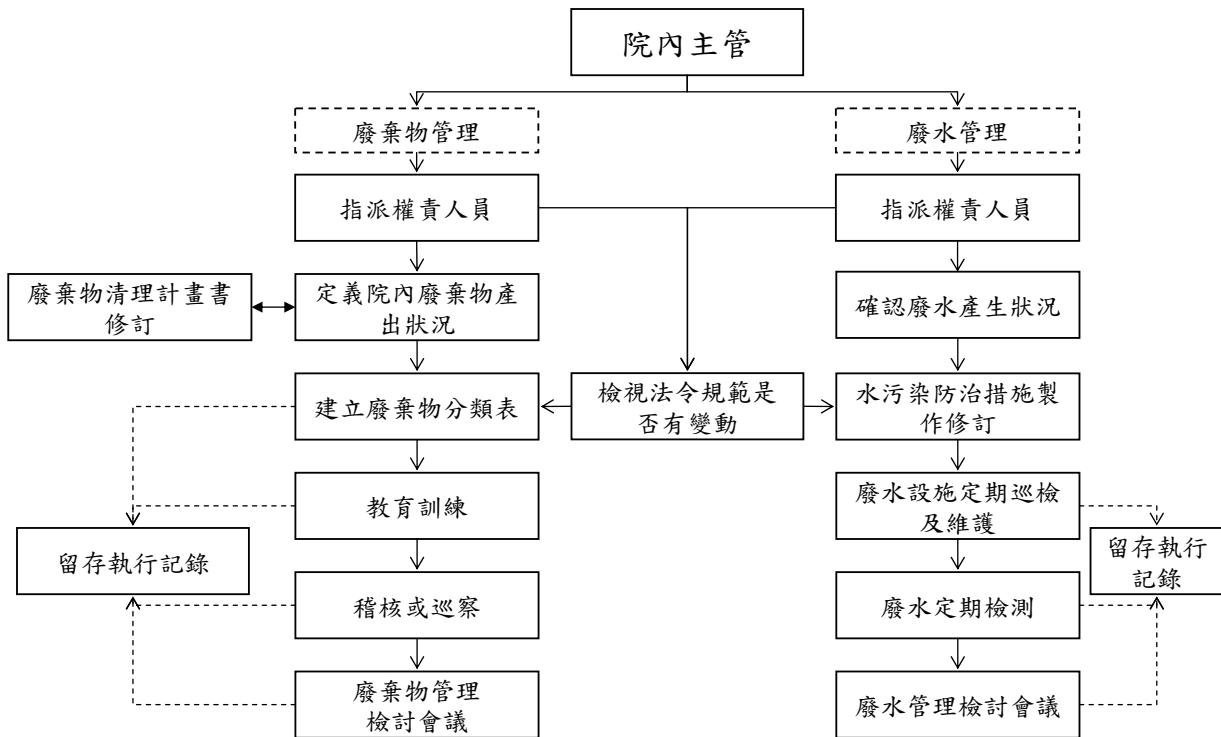 院內主管
廢棄物管理
廢水管理
指派權責人員
指派權責人員
廢棄物清理計畫書
修訂
定義院內廢棄物產
出狀況
確認廢水產生狀況
建立廢棄物分類表
檢視法令規範是
否有變動
水污染防治措施製
作修訂
教育訓練
廢水設施定期巡檢
及維護
留存執行記錄
留存執行
記錄
稽核或巡察
廢水定期檢測
廢棄物管理
檢討會議
廢水管理檢討會議